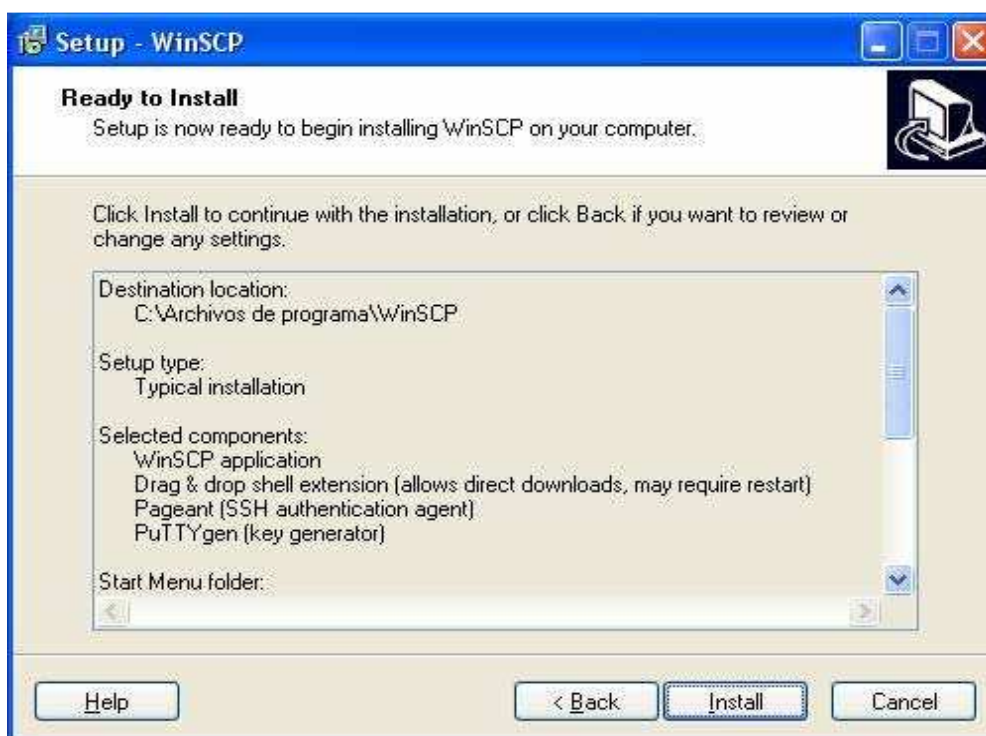 Setup - WinSCP
Ready to Install
Setup is now ready to begin installing WinSCP on your computer.
Click Install to continue with the installation, or click Back if you want to review or
change any settings.
Destination location:
C:\Archivos de programa\WinSCP
Setup type:
Typical installation
Selected components:
WinSCP application
Drag & drop shell extension (allows direct downloads, may require restart)
Pageant (SSH authentication agent)
PuTTYgen (key generator)
Start Menu folder:
Help
< Back
Install
Cancel